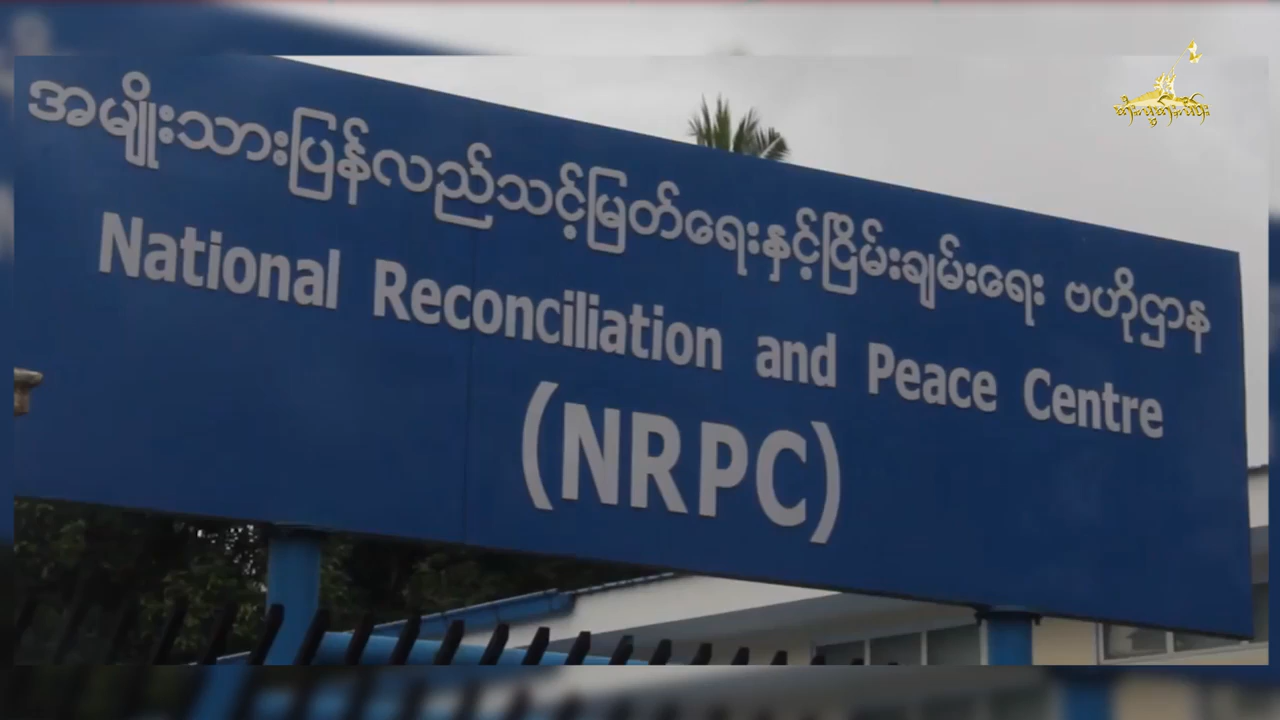 အမျိုးသားပြန်လည်သင့်မြတ်ရေးနှင့်ငြိမ်းချမ်းရေး ဗဟိုဌာန
National Reconciliation and Peace Centre
(NRPC)